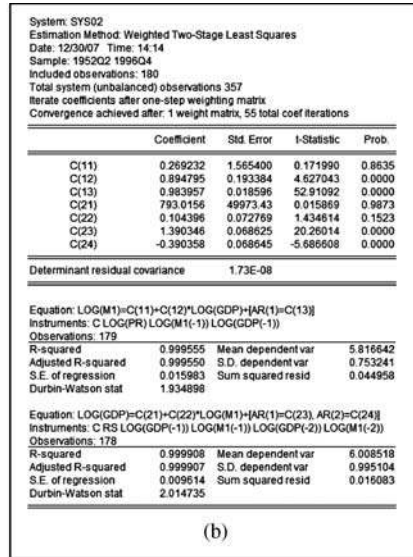 System: SYS02
Estimation Method: Weighted Two-Stage Least Squares
Date: 12/30/07 Time: 14:14
Sample: 1952Q2 1996Q4
Included observations: 180
Total system (unbalanced) observations 357
Iterate coefficients after one-step weighting matrix
Convergence achieved after: 1 weight matrix, 55 total coef iterations
Coefficient Std. Error t-Statistic Prob.
C(11) 0.269232 1.565400 0.171990 0.8635
C(12) 0.894795 0.193384 4.627043 0.0000
C(13) 0.983957 0.018596 52.91092 0.0000
C(21) 793.0156 49973.43 0.015869 0.9873
C(22) 0.104396 0.072769 1.434614 0.1523
C(23) 1.390346 0.068625 20.26014 0.0000
C(24) -0.390358 0.068645 -5.686608 0.0000
Determinant residual covariance 1.73E-08
Equation: LOG(M1)=C(11)+C(12)*LOG(GDP)+[AR(1)=C(13)]
Instruments: C LOG(PR) LOG(M1(-1)) LOG(GDP(-1))
Observations: 179
R-squared 0.999555 Mean dependent var 5.816642
Adjusted R-squared 0.999550 S.D. dependent var 0.753241
S.E. of regression 0.015983 Sum squared resid 0.044958
Durbin-Watson stat 1.934898
Equation: LOG(GDP)=C(21)+C(22)*LOG(M1)+[AR(1)=C(23), AR(2)=C(24)]
Instruments: C RS LOG(GDP(-1)) LOG(M1(-1)) LOG(GDP(-2)) LOG(M1(-2))
Observations: 178
R-squared 0.999908 Mean dependent var 6.008518
Adjusted R-squared 0.999907 S.D. dependent var 0.995104
S.E. of regression 0.009614 Sum squared resid 0.016083
Durbin-Watson stat 2.014735
(b)